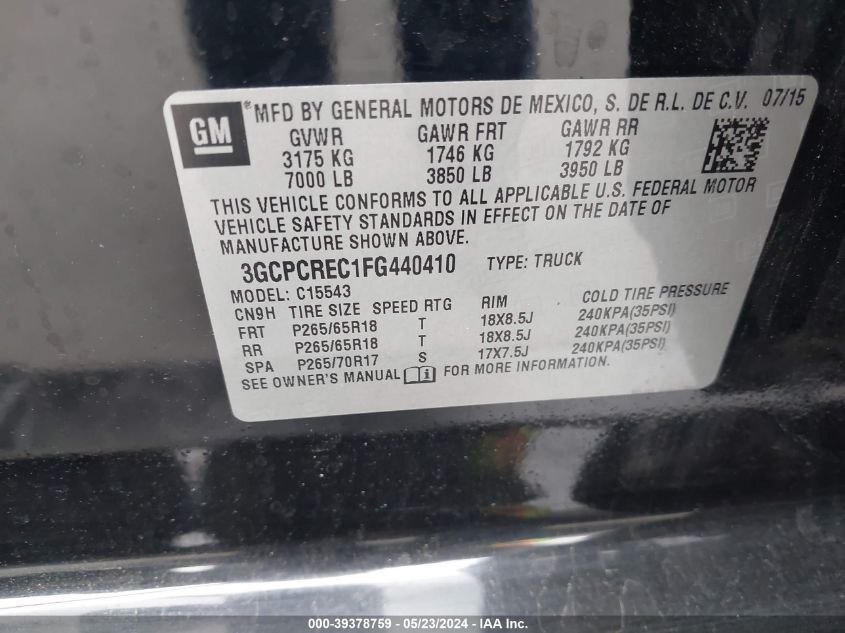 GM ® MFD BY GENERAL MOTORS DE MEXICO, S. DE R.L. DE C.V. 07/15
GVWR GAWR FRT GAWR RR
3175 KG 1746 KG 1792 KG
7000 LB 3850 LB 3950 LB
THIS VEHICLE CONFORMS TO ALL APPLICABLE U.S. FEDERAL MOTOR
VEHICLE SAFETY STANDARDS IN EFFECT ON THE DATE OF
MANUFACTURE SHOWN ABOVE.
3GCPCREC1FG440410 TYPE: TRUCK
MODEL: C15543
CN9H TIRE SIZE SPEED RTG RIM COLD TIRE PRESSURE
FRT P265/65R18 T 18X8.5J 240KPA(35PSI)
RR P265/65R18 T 18X8.5J 240KPA(35PSI)
SPA P265/70R17 S 17X7.5J 240KPA(35PSI)
SEE OWNER'S MANUAL i FOR MORE INFORMATION.
000-39378759 - 05/23/2024 - IAA Inc.